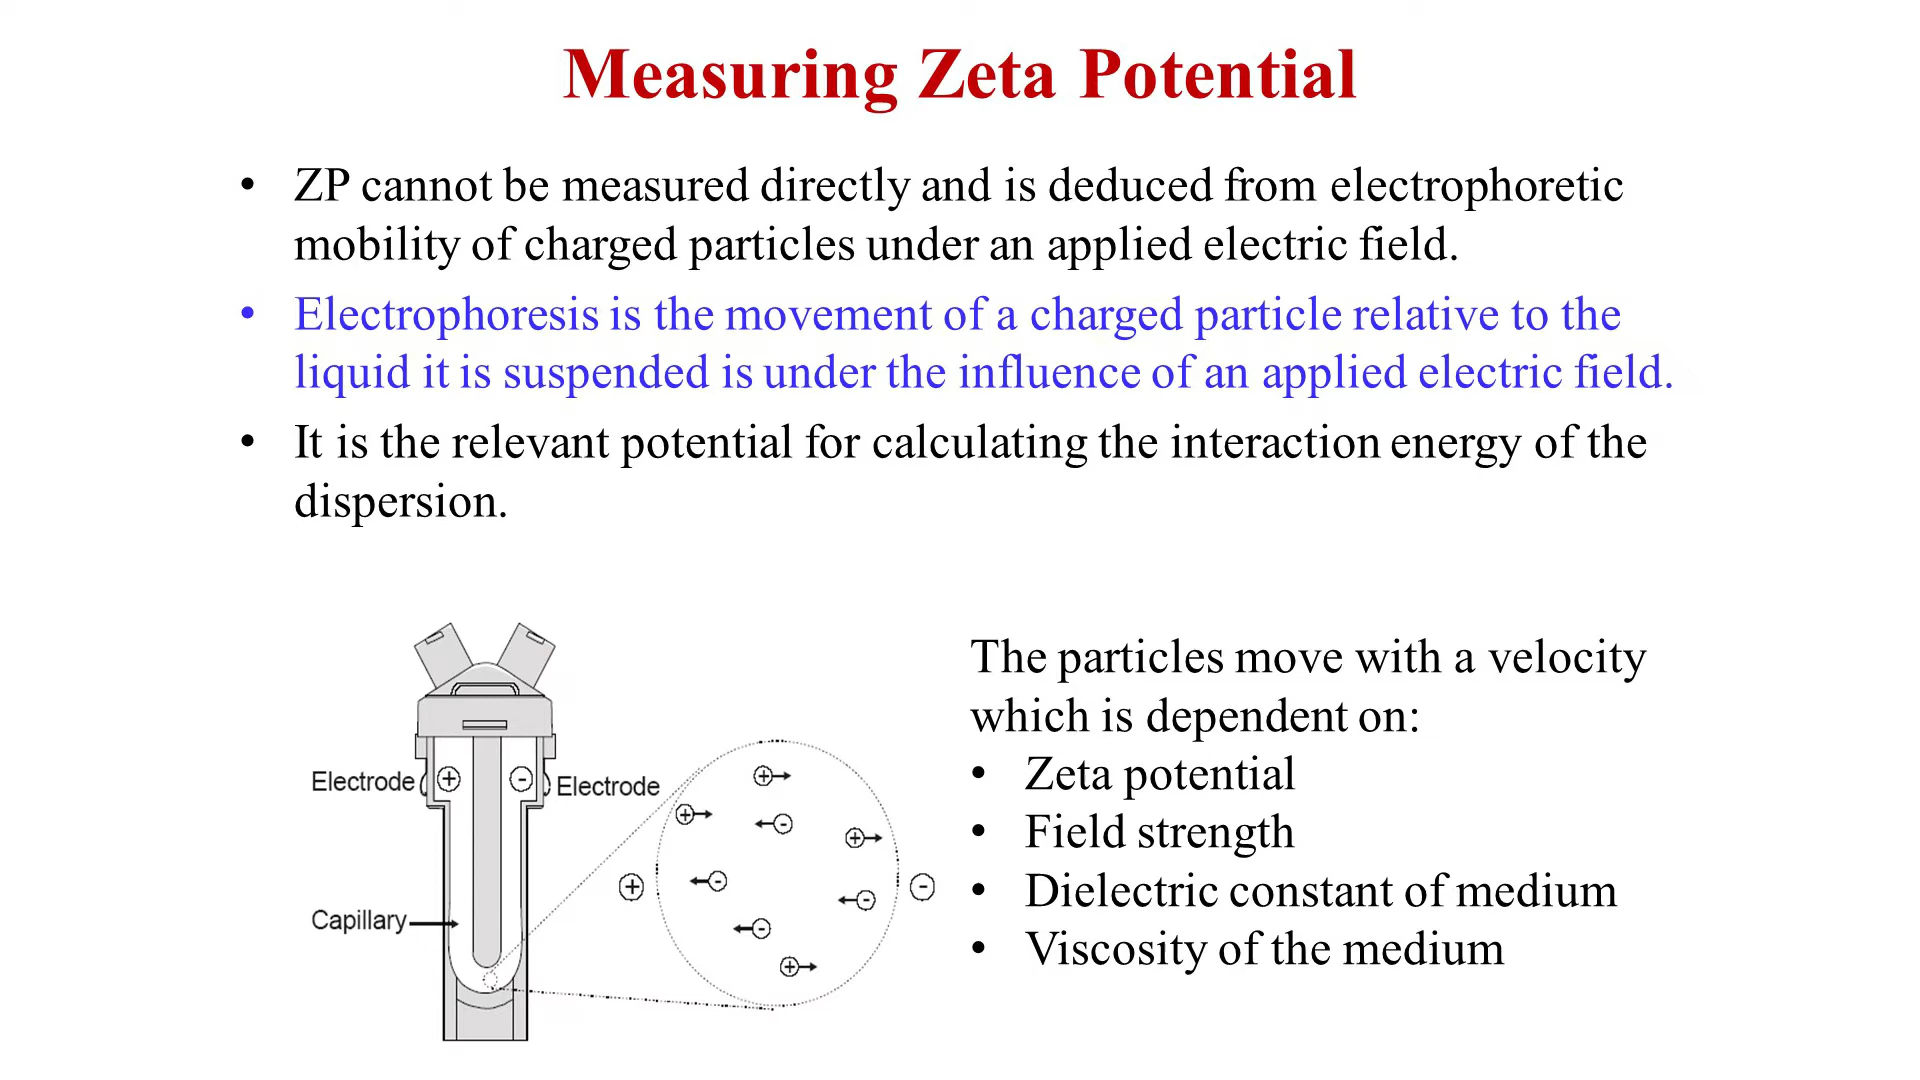 Measuring Zeta Potential
• ZP cannot be measured directly and is deduced from electrophoretic
mobility of charged particles under an applied electric field.
• Electrophoresis is the movement of a charged particle relative to the
liquid it is suspended is under the influence of an applied electric field.
• It is the relevant potential for calculating the interaction energy of the
dispersion.
Electrode + - Electrode
Capillary
+
-
+
+
-
+
-
-
-
+
The particles move with a velocity
which is dependent on:
• Zeta potential
• Field strength
• Dielectric constant of medium
• Viscosity of the medium